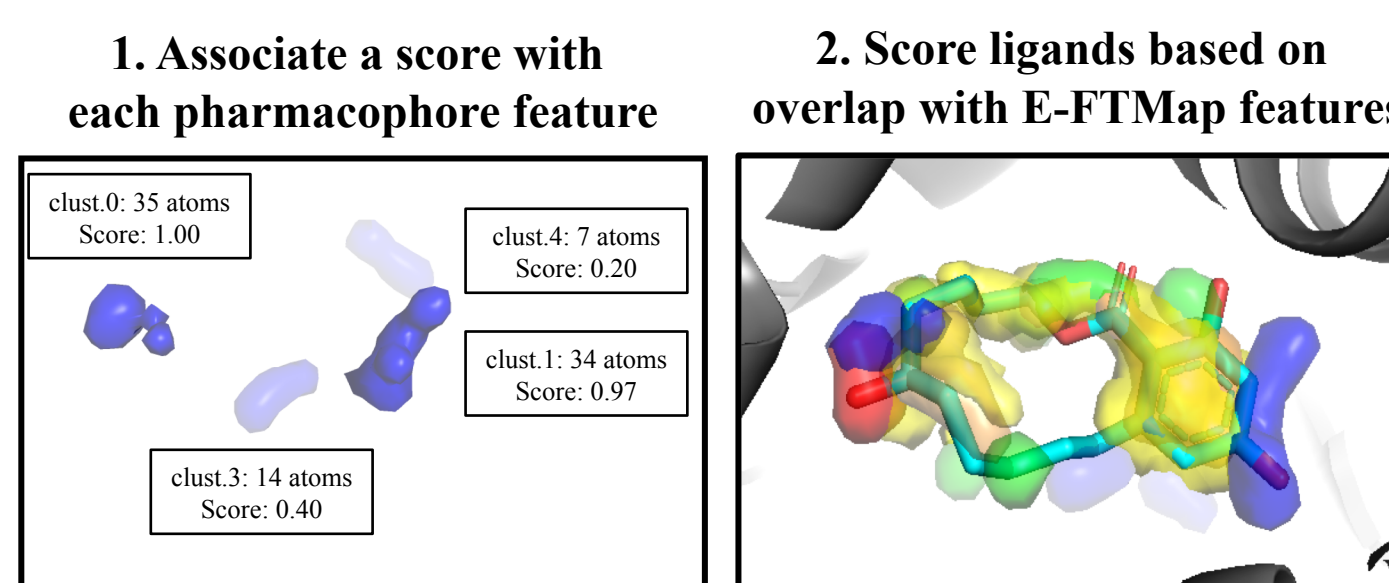 1. Associate a score with
each pharmacophore feature
2. Score ligands based on
overlap with E-FTMap features
clust.0: 35 atoms
Score: 1.00
clust.4: 7 atoms
Score: 0.20
clust.1: 34 atoms
Score: 0.97
clust.3: 14 atoms
Score: 0.40